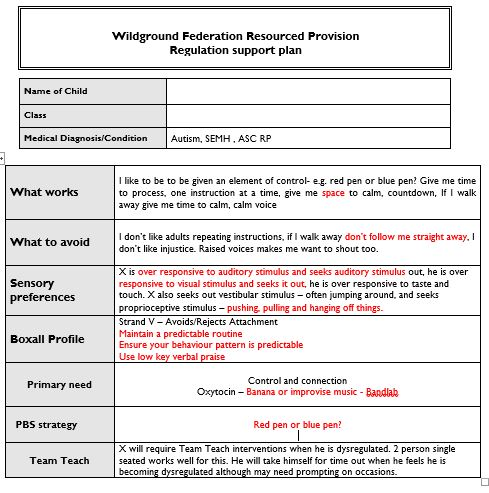 Wildground Federation Resourced Provision
Regulation support plan
Name of Child
Class
Medical Diagnosis/Condition
Autism, SEMH , ASC RP
What works
I like to be to be given an element of control- e.g. red pen or blue pen? Give me time
to process, one instruction at a time, give me space to calm, countdown, If I walk
away give me time to calm, calm voice
What to avoid
I don't like adults repeating instructions, if I walk away don't follow me straight away, I
don't like injustice. Raised voices makes me want to shout too.
Sensory
preferences
X is over responsive to auditory stimulus and seeks auditory stimulus out, he is over
responsive to visual stimulus and seeks it out, he is over responsive to taste and
touch. X also seeks out vestibular stimulus – often jumping around, and seeks
proprioceptive stimulus – pushing, pulling and hanging off things.
Boxall Profile
Strand V – Avoids/Rejects Attachment
Maintain a predictable routine
Ensure your behaviour pattern is predictable
Use low key verbal praise
Primary need
Control and connection
Oxytocin – Banana or improvise music - Bandlab
PBS strategy
Red pen or blue pen?
Team Teach
X will require Team Teach interventions when he is dysregulated. 2 person single
seated works well for this. He will take himself for time out when he feels he is
becoming dysregulated although may need prompting on occasions.